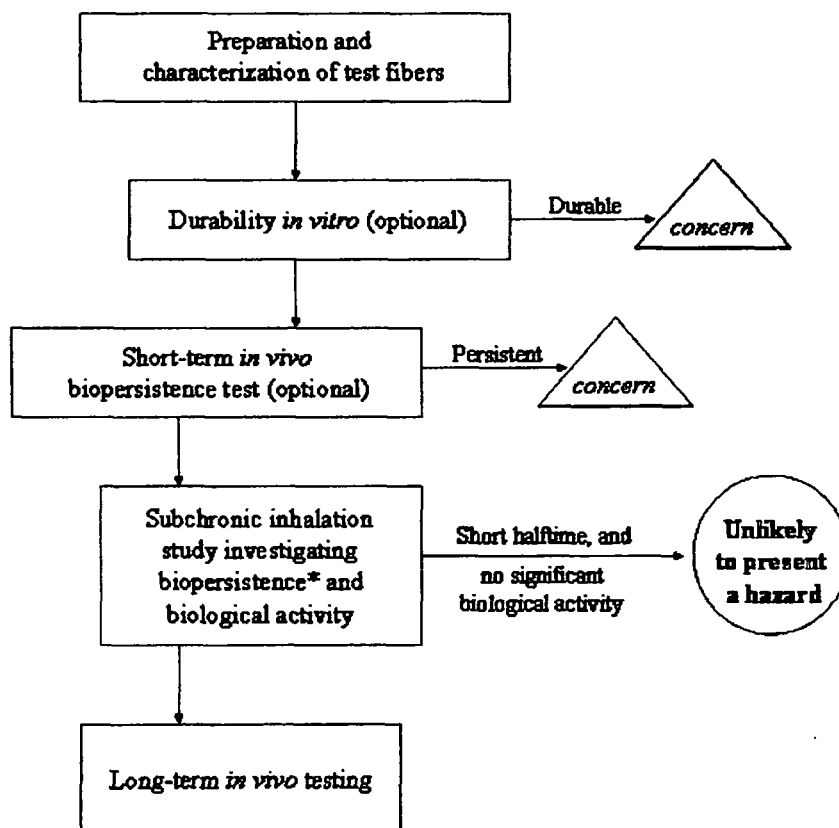 Preparation and
characterization of test fibers
Durability in vitro (optional)
Durable
concern
Short-term in vivo
biopersistence test (optional)
Persistent
concern
Subchronic inhalation
study investigating
biopersistence* and
biological activity
Short halftime, and
no significant
biological activity
Unlikely
to present
a hazard
Long-term in vivo testing